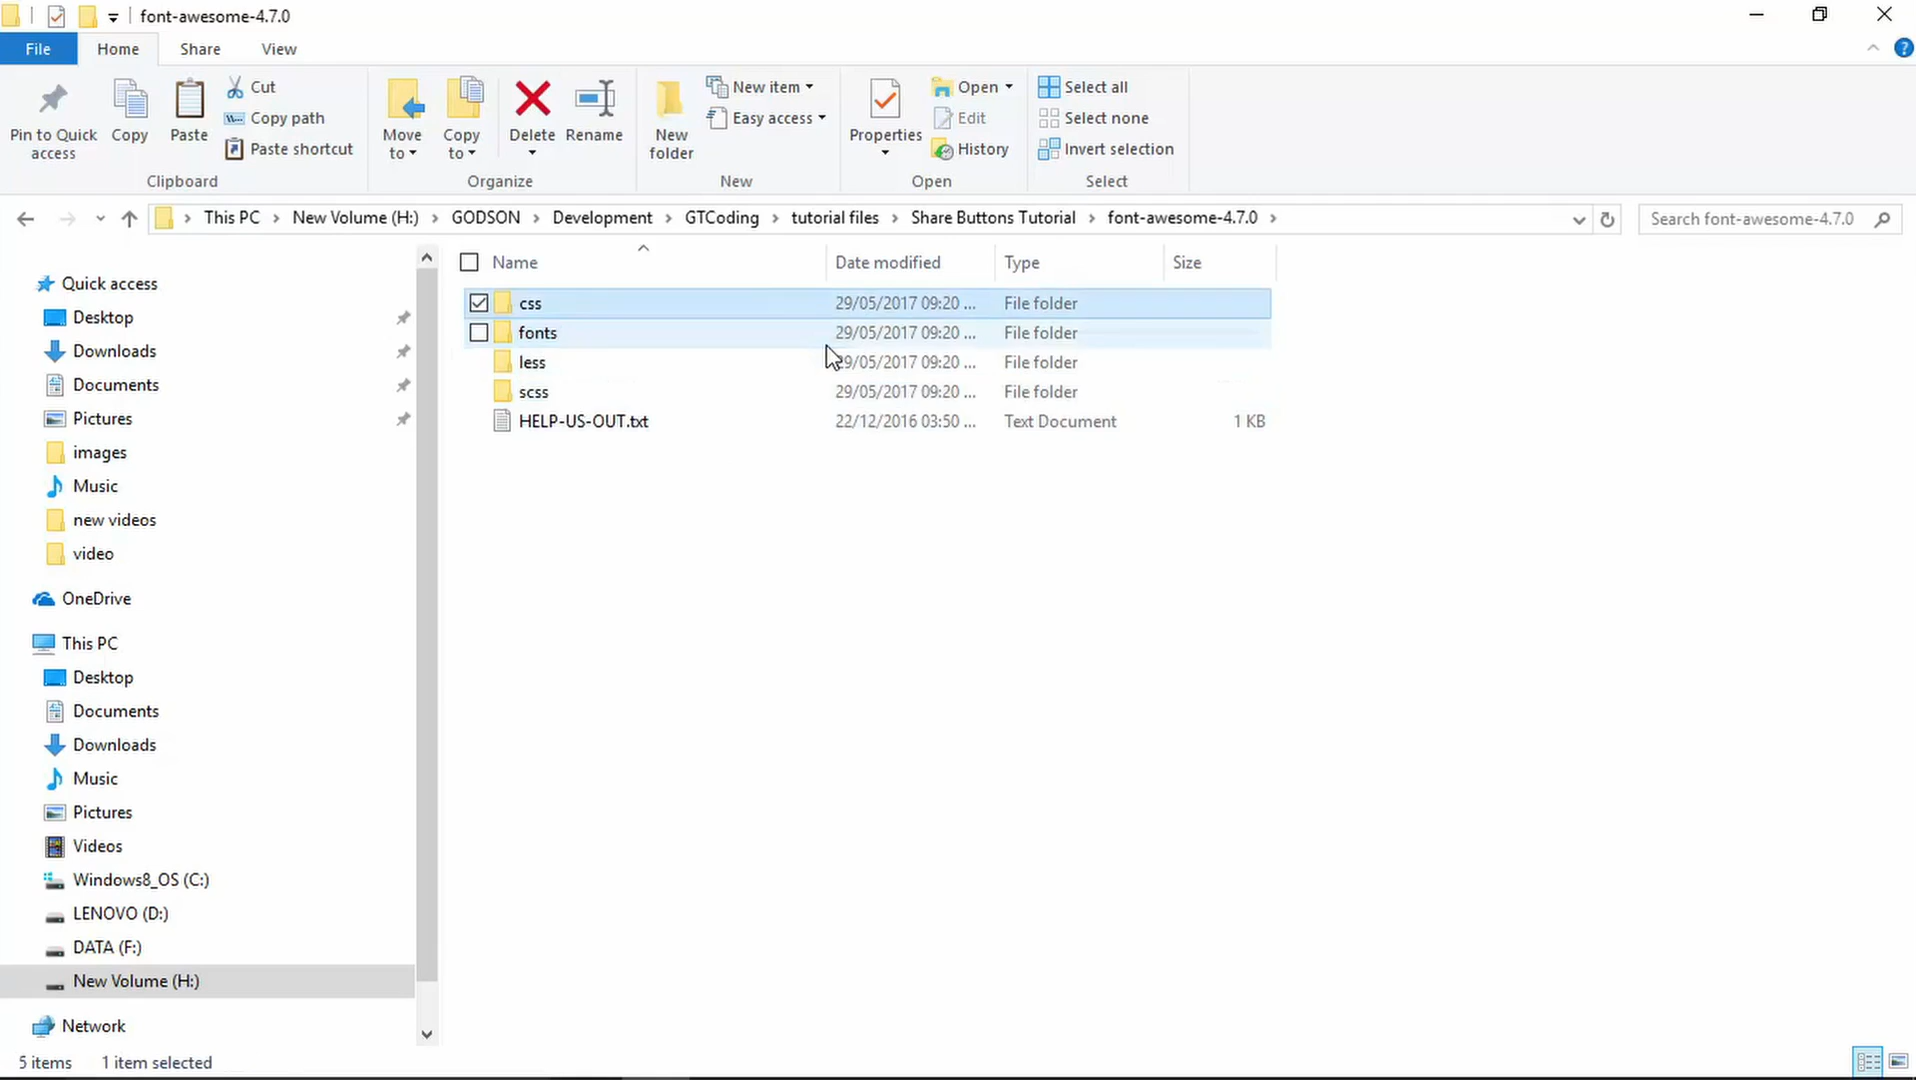 font-awesome-4.7.0
File Home Share View
Pin to Quick access
Copy
Paste
Cut
Copy path
Paste shortcut
Clipboard
Move to
Copy to
Delete
Rename
Organize
New folder
New item
Easy access
New
Properties
Open
Edit
History
Open
Select all
Select none
Invert selection
Select
This PC New Volume (H:) GODSON Development GTCoding tutorial files Share Buttons Tutorial font-awesome-4.7.0
Search font-awesome-4.7.0
Quick access
Desktop
Downloads
Documents
Pictures
images
Music
new videos
video
OneDrive
This PC
Desktop
Documents
Downloads
Music
Pictures
Videos
Windows8_OS (C:)
LENOVO (D:)
DATA (F:)
New Volume (H:)
Network
Name Date modified Type Size
css 29/05/2017 09:20 ... File folder
fonts 29/05/2017 09:20 ... File folder
less 29/05/2017 09:20 ... File folder
scss 29/05/2017 09:20 ... File folder
HELP-US-OUT.txt 22/12/2016 03:50 ... Text Document 1 KB
5 items 1 item selected